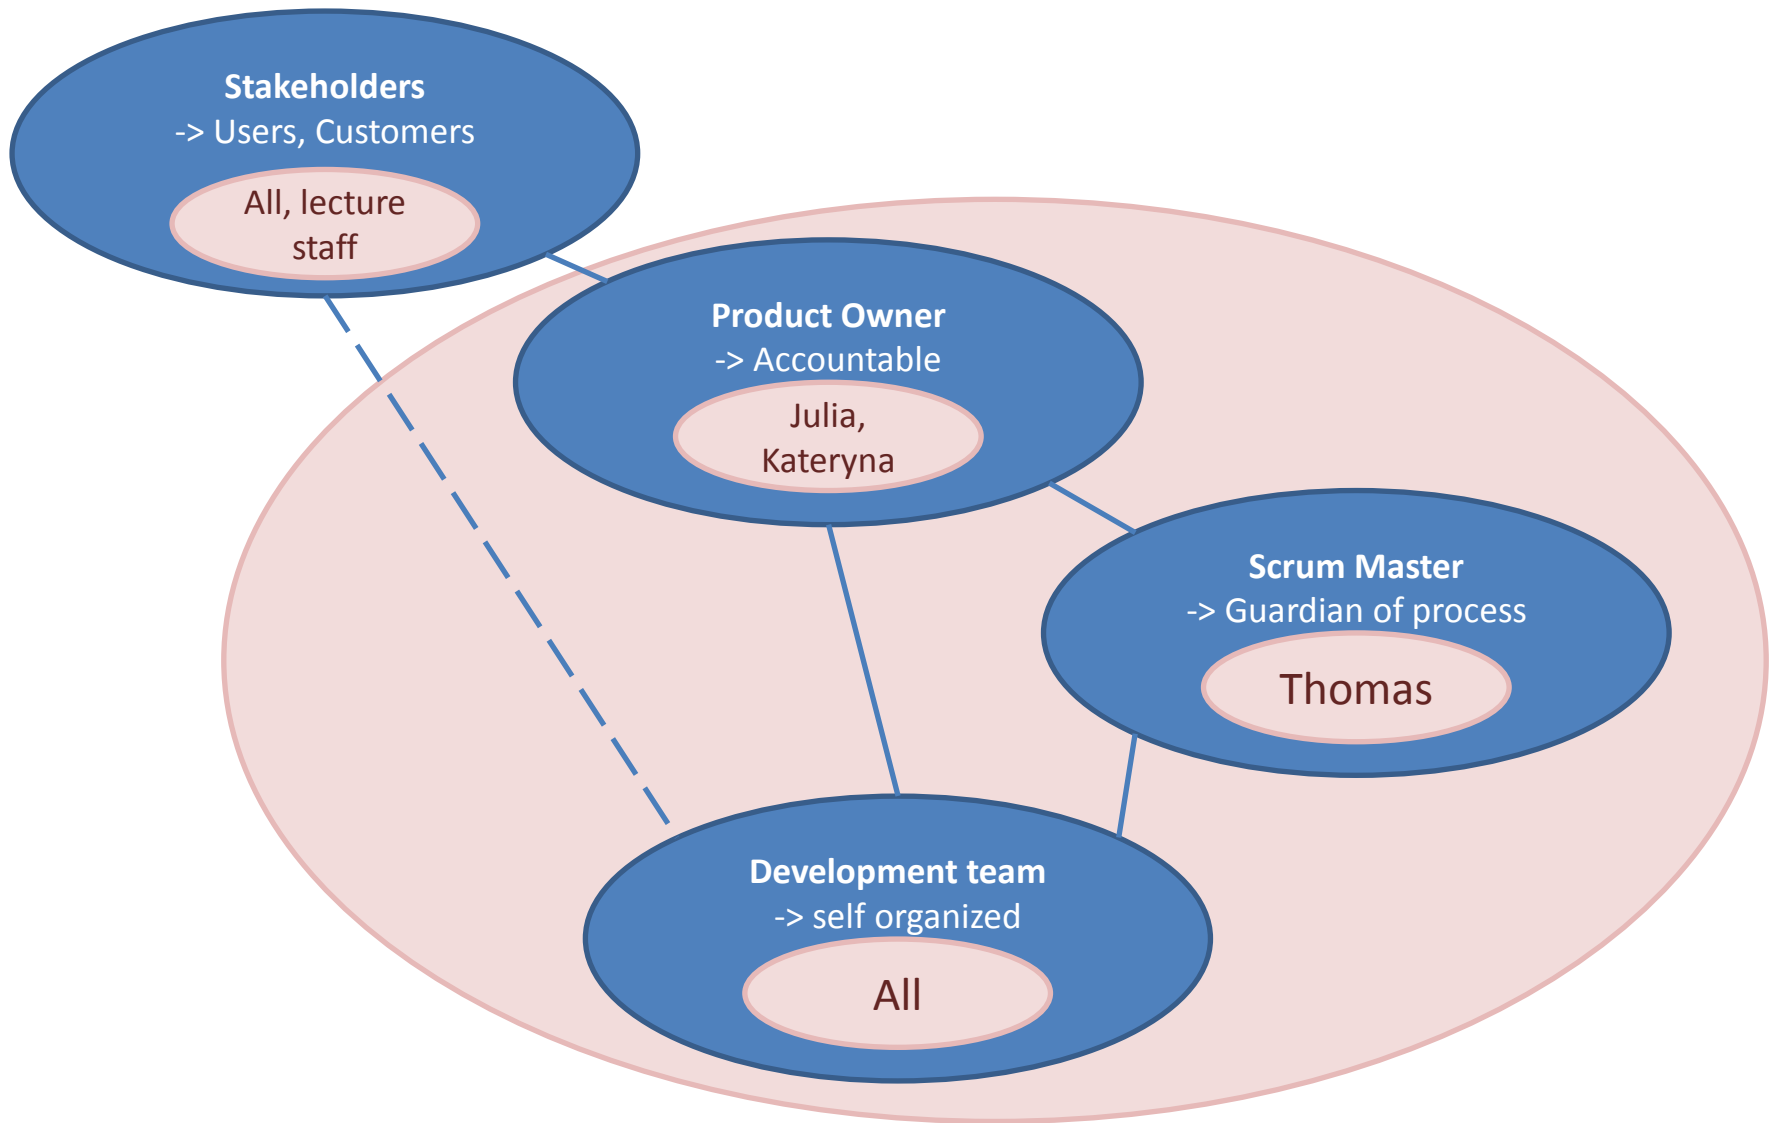 Stakeholders
-> Users, Customers
All, lecture
staff
Product Owner
-> Accountable
Julia,
Kateryna
Scrum Master
-> Guardian of process
Thomas
Development team
-> self organized
All